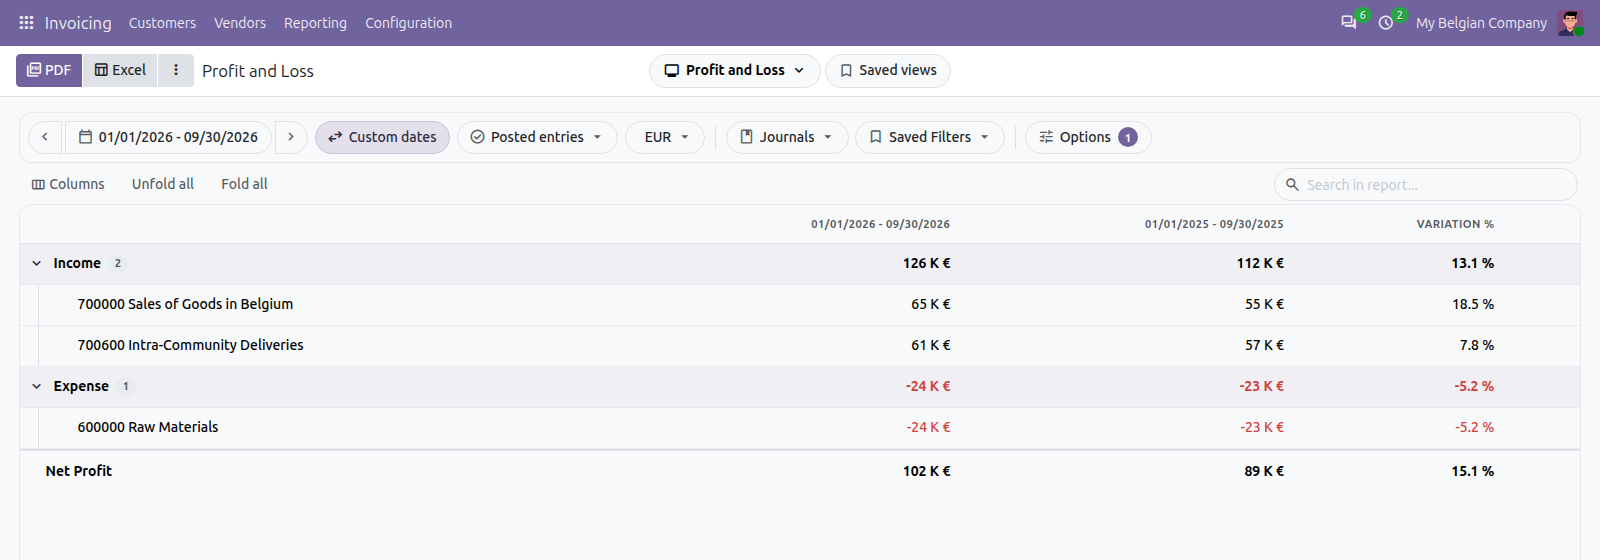 Invoicing Customers Vendors Reporting Configuration 6 2 My Belgian Company
PDF Excel Profit and Loss Profit and Loss Saved views
01/01/2026 - 09/30/2026 Custom dates Posted entries EUR Journals Saved Filters Options 1
Columns Unfold all Fold all Search in report...
01/01/2026 - 09/30/2026 01/01/2025 - 09/30/2025 VARIATION %
Income 2 126 K € 112 K € 13.1 %
700000 Sales of Goods in Belgium 65 K € 55 K € 18.5 %
700600 Intra-Community Deliveries 61 K € 57 K € 7.8 %
Expense 1 -24 K € -23 K € -5.2 %
600000 Raw Materials -24 K € -23 K € -5.2 %
Net Profit 102 K € 89 K € 15.1 %